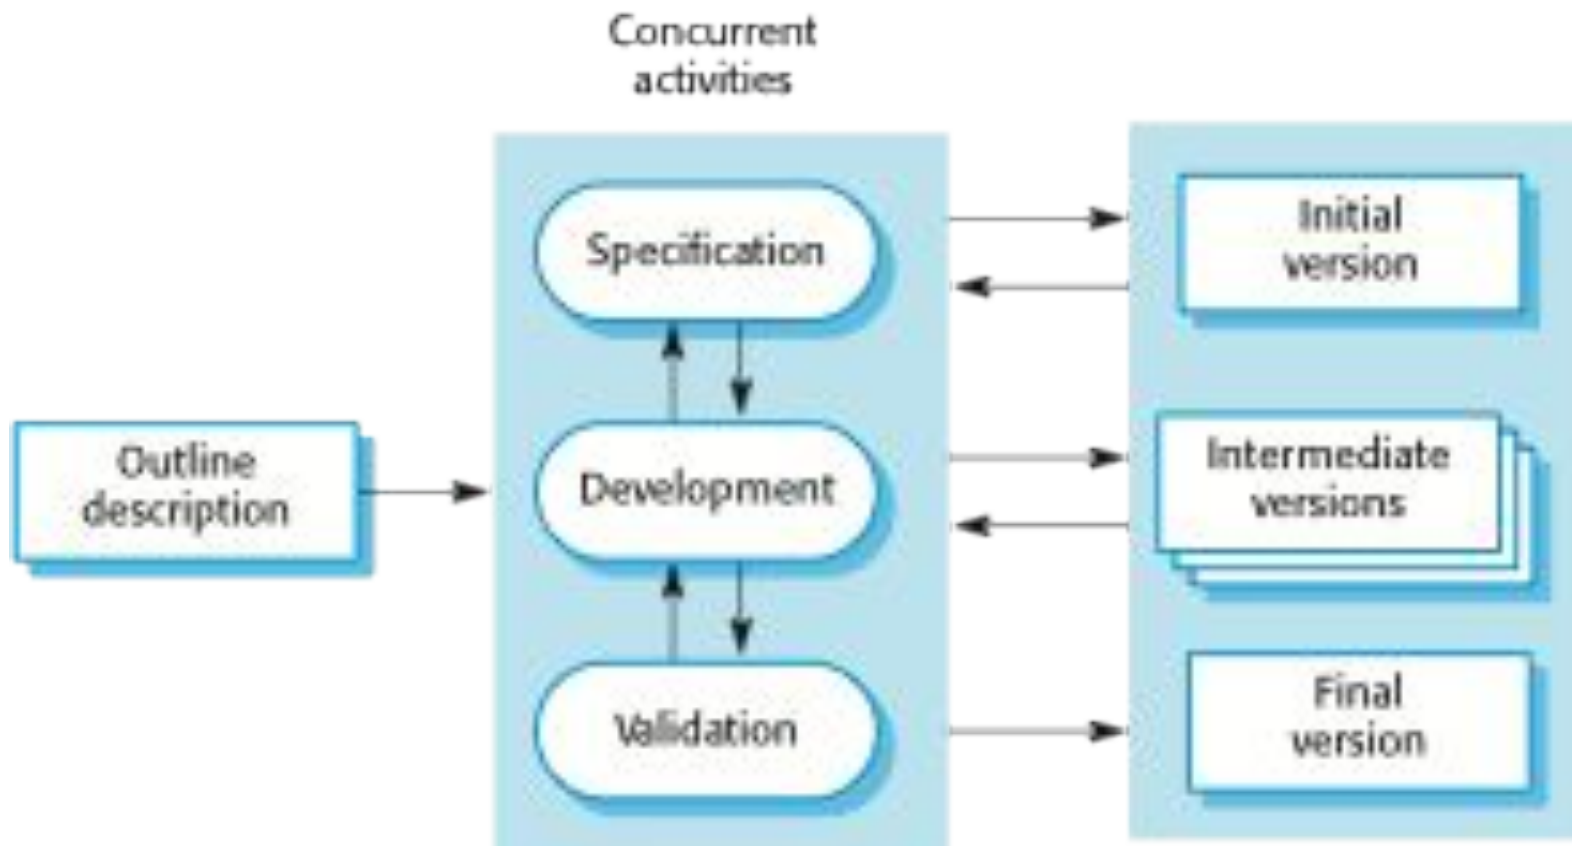 Concurrent
activities
Outline
description
Specification
Development
Validation
Initial
version
Intermediate
versions
Final
version